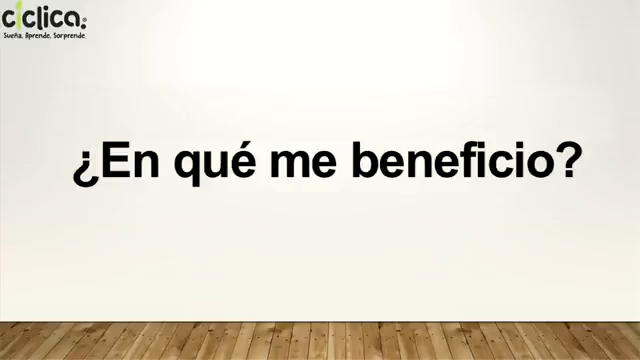 ciclica.
Sueña, Aprende, Sorprende.
¿En qué me beneficio?